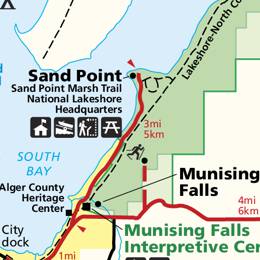 Lakeshore-North Co
Sand Point
Sand Point Marsh Trail
National Lakeshore
Headquarters
3mi
5km
SOUTH
BAY
Munising
Falls
Alger County
Heritage
Center
4mi
6km
City
dock
Munising Falls
Interpretive Cen
1mi